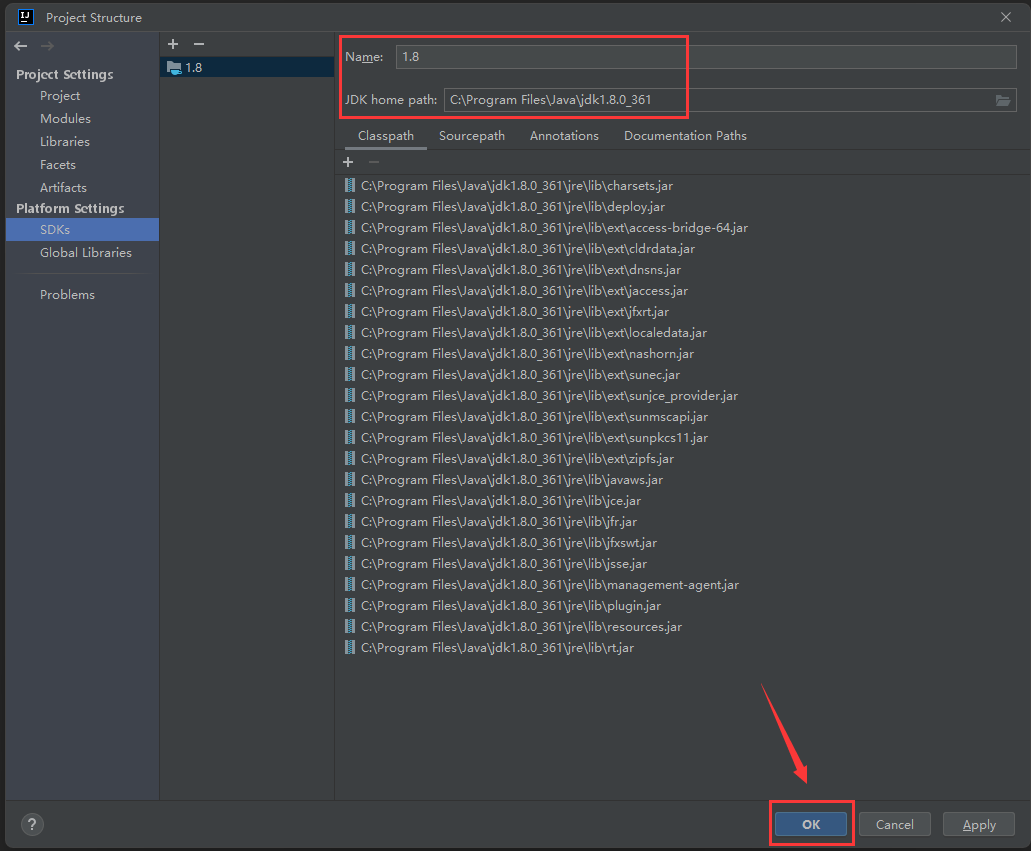 IJ
Project Structure
Project Settings
Project
Modules
Libraries
Facets
Artifacts
Platform Settings
SDKs
Global Libraries
Problems
1.8
Name: 1.8
JDK home path: C:\Program Files\Java\jdk1.8.0_361
Classpath Sourcepath Annotations Documentation Paths
C:\Program Files\Java\jdk1.8.0_361\jre\lib\charsets.jar
C:\Program Files\Java\jdk1.8.0_361\jre\lib\deploy.jar
C:\Program Files\Java\jdk1.8.0_361\jre\lib\ext\access-bridge-64.jar
C:\Program Files\Java\jdk1.8.0_361\jre\lib\ext\cldrdata.jar
C:\Program Files\Java\jdk1.8.0_361\jre\lib\ext\dnsns.jar
C:\Program Files\Java\jdk1.8.0_361\jre\lib\ext\jaccess.jar
C:\Program Files\Java\jdk1.8.0_361\jre\lib\ext\jfxrt.jar
C:\Program Files\Java\jdk1.8.0_361\jre\lib\ext\localedata.jar
C:\Program Files\Java\jdk1.8.0_361\jre\lib\ext\nashorn.jar
C:\Program Files\Java\jdk1.8.0_361\jre\lib\ext\sunec.jar
C:\Program Files\Java\jdk1.8.0_361\jre\lib\ext\sunjce_provider.jar
C:\Program Files\Java\jdk1.8.0_361\jre\lib\ext\sunmscapi.jar
C:\Program Files\Java\jdk1.8.0_361\jre\lib\ext\sunpkcs11.jar
C:\Program Files\Java\jdk1.8.0_361\jre\lib\ext\zipfs.jar
C:\Program Files\Java\jdk1.8.0_361\jre\lib\javaws.jar
C:\Program Files\Java\jdk1.8.0_361\jre\lib\jce.jar
C:\Program Files\Java\jdk1.8.0_361\jre\lib\jfr.jar
C:\Program Files\Java\jdk1.8.0_361\jre\lib\jfxswt.jar
C:\Program Files\Java\jdk1.8.0_361\jre\lib\jsse.jar
C:\Program Files\Java\jdk1.8.0_361\jre\lib\management-agent.jar
C:\Program Files\Java\jdk1.8.0_361\jre\lib\plugin.jar
C:\Program Files\Java\jdk1.8.0_361\jre\lib\resources.jar
C:\Program Files\Java\jdk1.8.0_361\jre\lib\rt.jar
? OK Cancel Apply